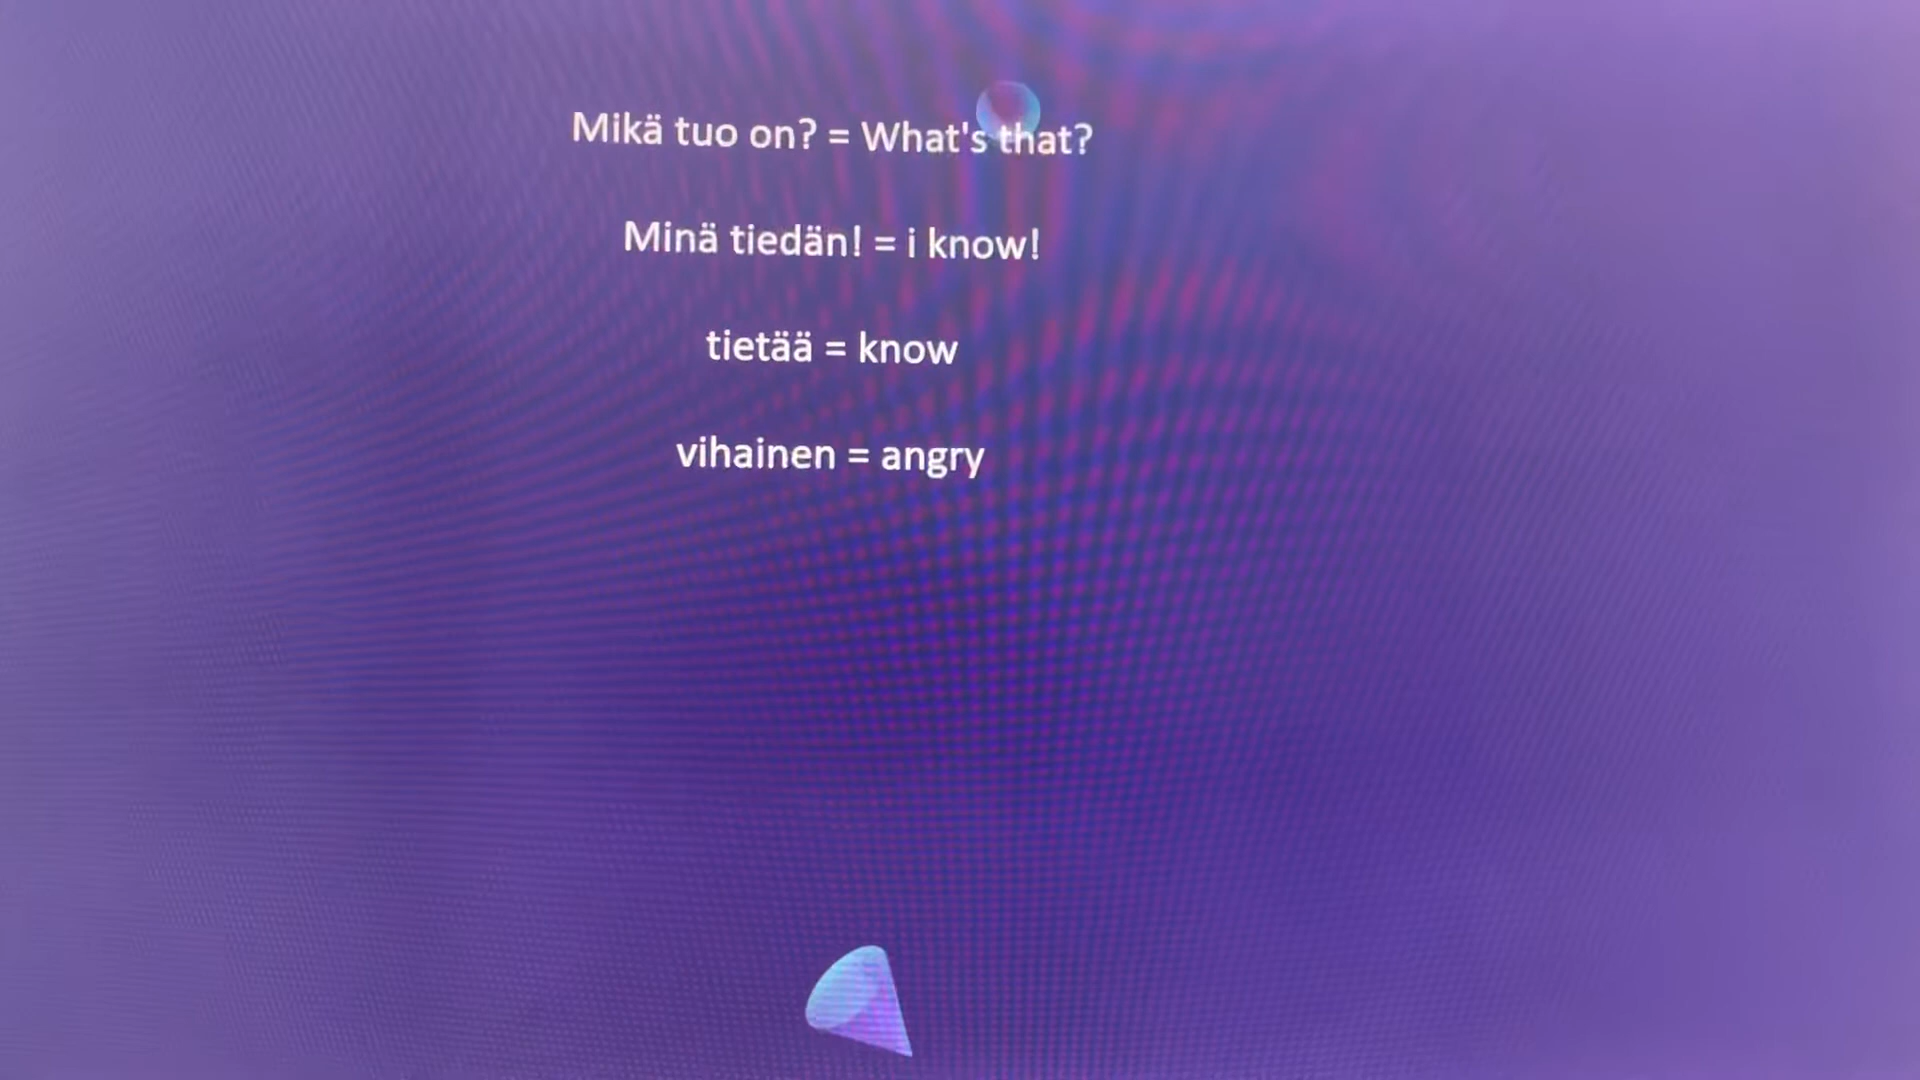 Mikä tuo on? = What's that?
Minä tiedän! = i know!
tietää = know
vihainen = angry